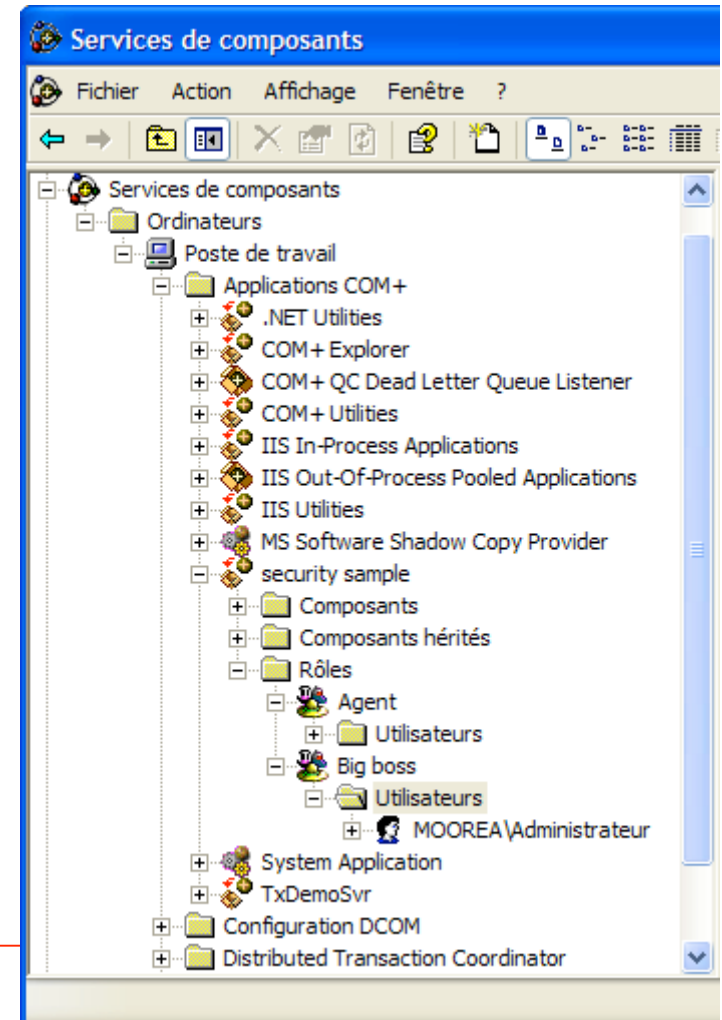 Services de composants
Fichier Action Affichage Fenêtre ?
Services de composants
Ordinateurs
Poste de travail
Applications COM+
.NET Utilities
COM+ Explorer
COM+ QC Dead Letter Queue Listener
COM+ Utilities
IIS In-Process Applications
IIS Out-Of-Process Pooled Applications
IIS Utilities
MS Software Shadow Copy Provider
security sample
Composants
Composants hérités
Rôles
Agent
Utilisateurs
Big boss
Utilisateurs
MOOREA\Administrateur
System Application
TxDemoSvr
Configuration DCOM
Distributed Transaction Coordinator